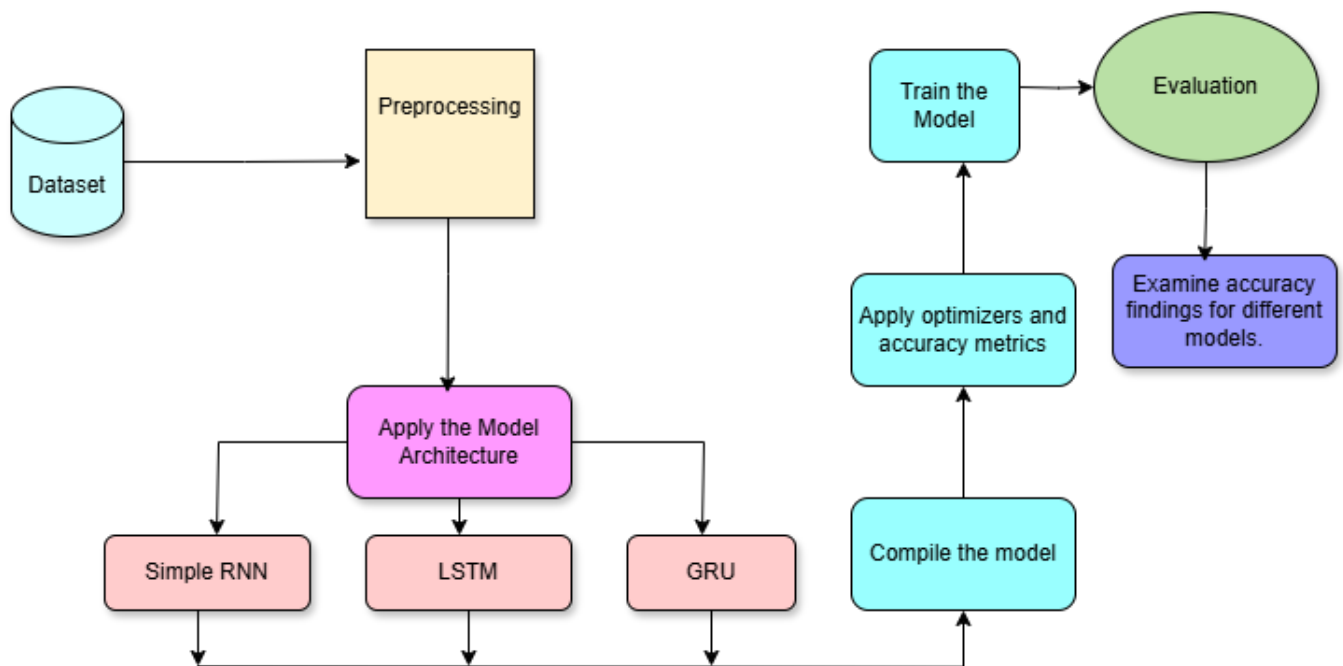 Dataset
Preprocessing
Apply the Model
Architecture
Simple RNN
LSTM
GRU
Compile the model
Apply optimizers and
accuracy metrics
Train the
Model
Evaluation
Examine accuracy
findings for different
models.